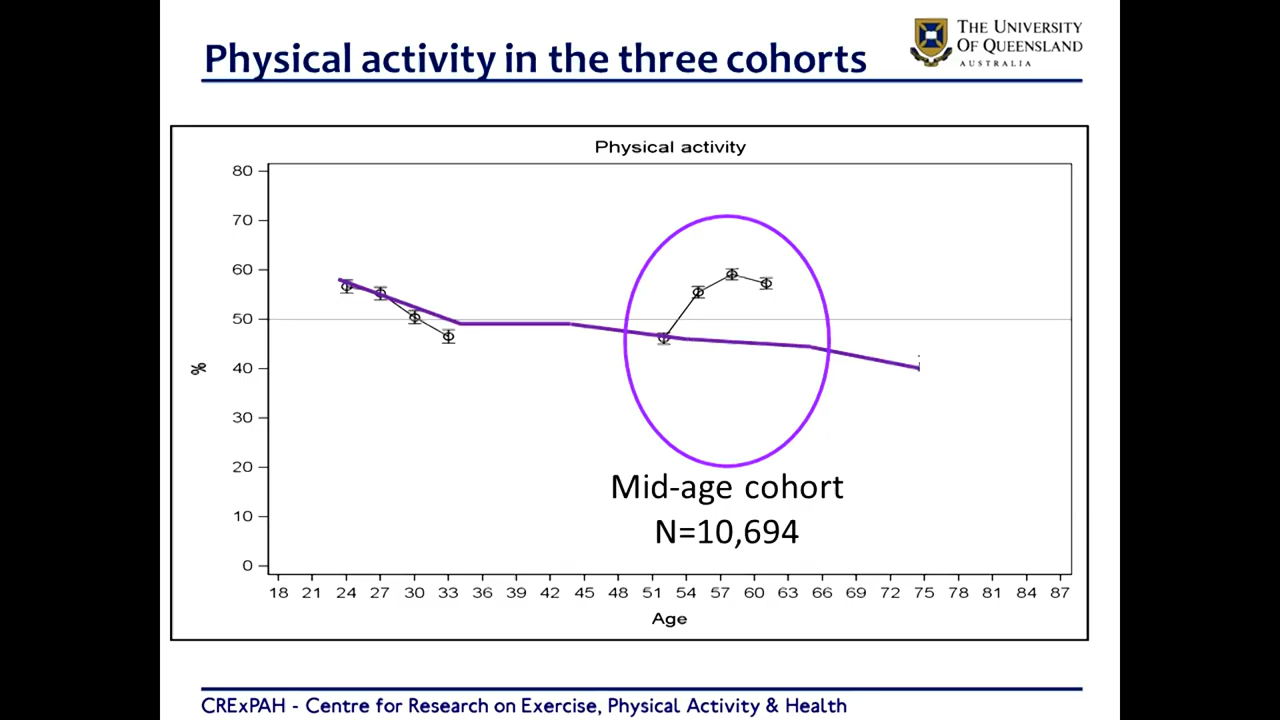 Physical activity in the three cohorts
THE UNIVERSITY
OF QUEENSLAND
AUSTRALIA
Physical activity
80
70
60
50
40
30
20
10
0
%
18 21 24 27 30 33 36 39 42 45 48 51 54 57 60 63 66 69 72 75 78 81 84 87
Age
Mid-age cohort
N=10,694
CRExPAH - Centre for Research on Exercise, Physical Activity & Health